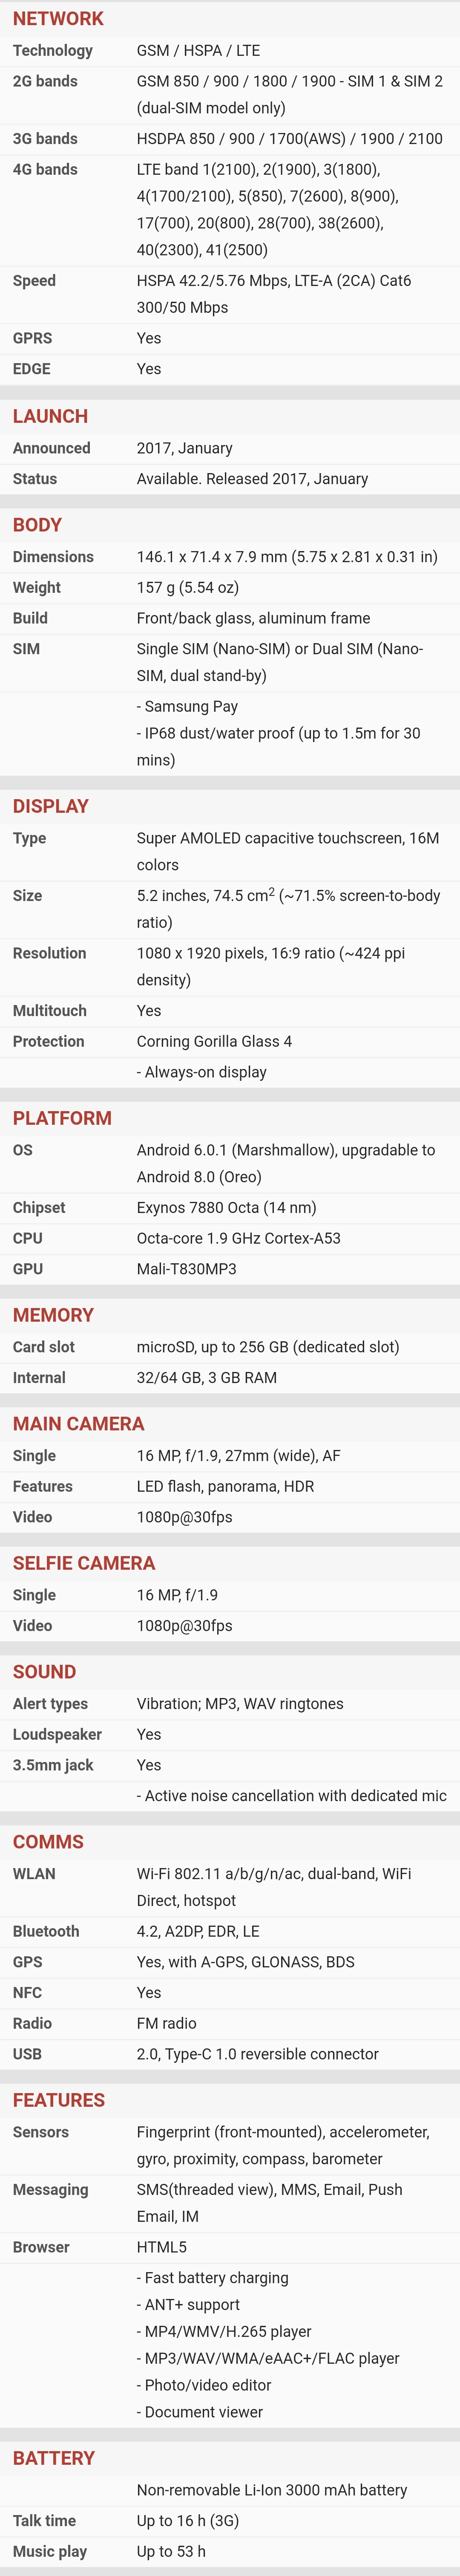 NETWORK
Technology GSM / HSPA / LTE
2G bands GSM 850 / 900 / 1800 / 1900 - SIM 1 & SIM 2
(dual-SIM model only)
3G bands HSDPA 850 / 900 / 1700(AWS) / 1900 / 2100
4G bands LTE band 1(2100), 2(1900), 3(1800),
4(1700/2100), 5(850), 7(2600), 8(900),
17(700), 20(800), 28(700), 38(2600),
40(2300), 41(2500)
Speed HSPA 42.2/5.76 Mbps, LTE-A (2CA) Cat6
300/50 Mbps
GPRS Yes
EDGE Yes
LAUNCH
Announced 2017, January
Status Available. Released 2017, January
BODY
Dimensions 146.1 x 71.4 x 7.9 mm (5.75 x 2.81 x 0.31 in)
Weight 157 g (5.54 oz)
Build Front/back glass, aluminum frame
SIM Single SIM (Nano-SIM) or Dual SIM (Nano-
SIM, dual stand-by)
- Samsung Pay
- IP68 dust/water proof (up to 1.5m for 30
mins)
DISPLAY
Type Super AMOLED capacitive touchscreen, 16M
colors
Size 5.2 inches, 74.5 cm² (~71.5% screen-to-body
ratio)
Resolution 1080 x 1920 pixels, 16:9 ratio (~424 ppi
density)
Multitouch Yes
Protection Corning Gorilla Glass 4
- Always-on display
PLATFORM
OS Android 6.0.1 (Marshmallow), upgradable to
Android 8.0 (Oreo)
Chipset Exynos 7880 Octa (14 nm)
CPU Octa-core 1.9 GHz Cortex-A53
GPU Mali-T830MP3
MEMORY
Card slot microSD, up to 256 GB (dedicated slot)
Internal 32/64 GB, 3 GB RAM
MAIN CAMERA
Single 16 MP, f/1.9, 27mm (wide), AF
Features LED flash, panorama, HDR
Video 1080p@30fps
SELFIE CAMERA
Single 16 MP, f/1.9
Video 1080p@30fps
SOUND
Alert types Vibration; MP3, WAV ringtones
Loudspeaker Yes
3.5mm jack Yes
- Active noise cancellation with dedicated mic
COMMS
WLAN Wi-Fi 802.11 a/b/g/n/ac, dual-band, WiFi
Direct, hotspot
Bluetooth 4.2, A2DP, EDR, LE
GPS Yes, with A-GPS, GLONASS, BDS
NFC Yes
Radio FM radio
USB 2.0, Type-C 1.0 reversible connector
FEATURES
Sensors Fingerprint (front-mounted), accelerometer,
gyro, proximity, compass, barometer
Messaging SMS(threaded view), MMS, Email, Push
Email, IM
Browser HTML5
- Fast battery charging
- ANT+ support
- MP4/WMV/H.265 player
- MP3/WAV/WMA/eAAC+/FLAC player
- Photo/video editor
- Document viewer
BATTERY
Non-removable Li-Ion 3000 mAh battery
Talk time Up to 16 h (3G)
Music play Up to 53 h